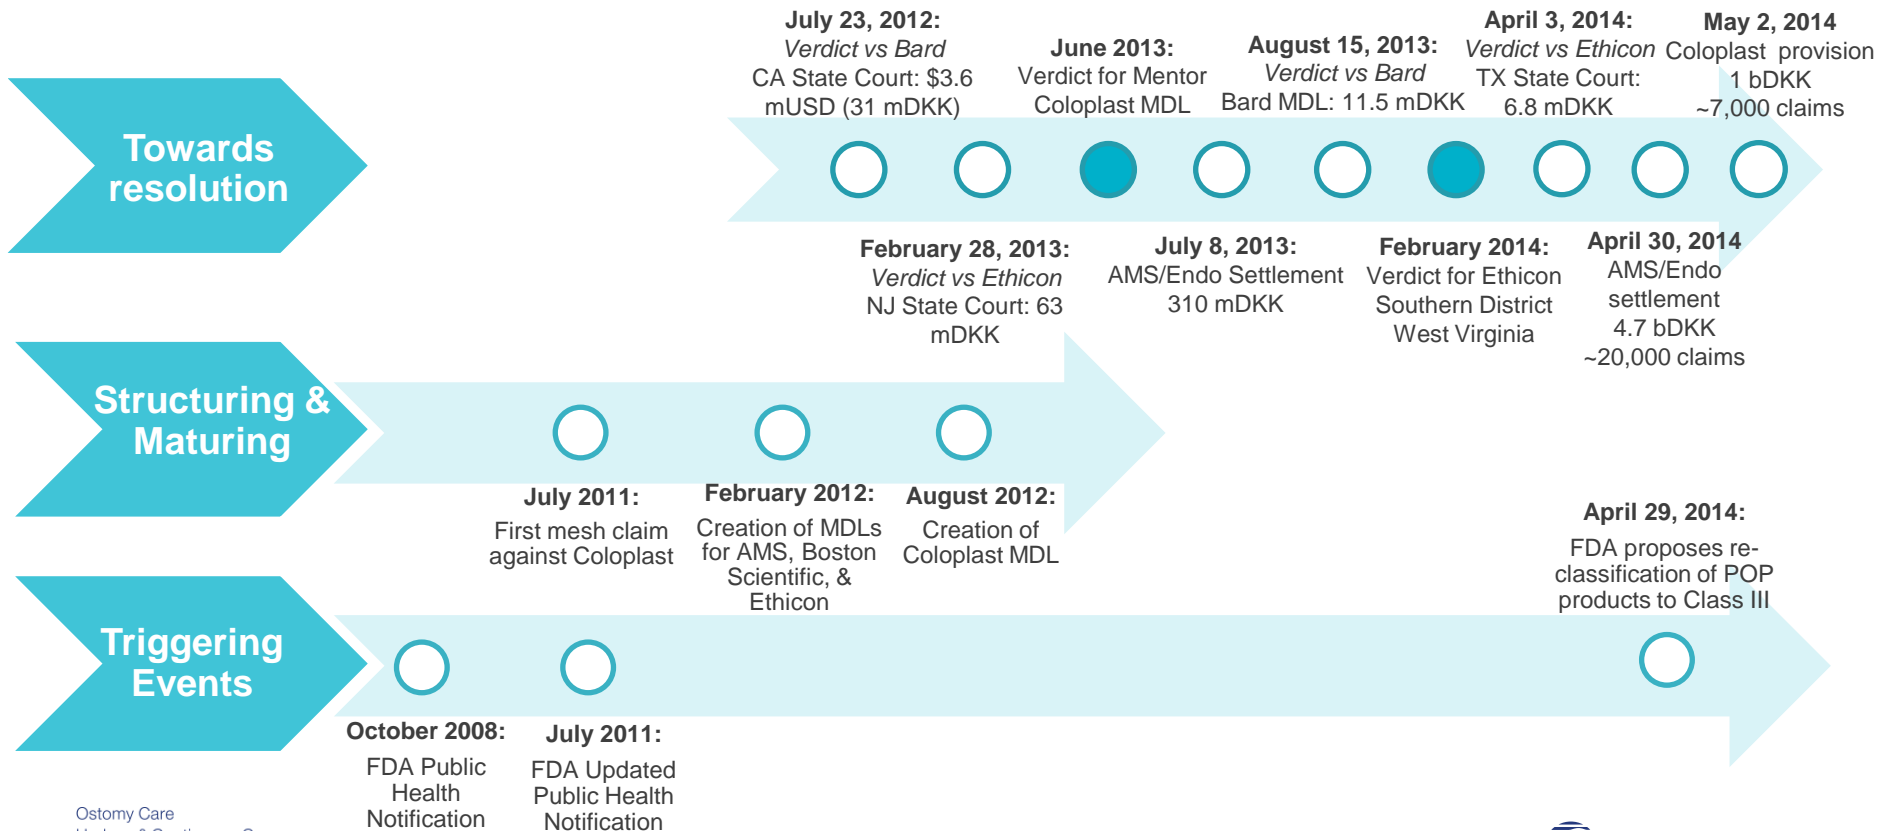 July 23, 2012:
Verdict vs Bard
CA State Court: $3.6
mUSD (31 mDKK)
June 2013:
Verdict for Mentor
Coloplast MDL
August 15, 2013:
Verdict vs Bard
Bard MDL: 11.5 mDKK
April 3, 2014:
Verdict vs Ethicon
TX State Court:
6.8 mDKK
May 2, 2014
Coloplast provision
1 bDKK
~7,000 claims
Towards
resolution
February 28, 2013:
Verdict vs Ethicon
NJ State Court: 63
mDKK
July 8, 2013:
AMS/Endo Settlement
310 mDKK
February 2014:
Verdict for Ethicon
Southern District
West Virginia
April 30, 2014
AMS/Endo
settlement
4.7 bDKK
~20,000 claims
Structuring &
Maturing
July 2011:
First mesh claim
against Coloplast
February 2012:
Creation of MDLs
for AMS, Boston
Scientific, &
Ethicon
August 2012:
Creation of
Coloplast MDL
April 29, 2014:
FDA proposes re-
classification of POP
products to Class III
Triggering
Events
October 2008:
FDA Public
Health
Notification
July 2011:
FDA Updated
Public Health
Notification
Ostomy Care